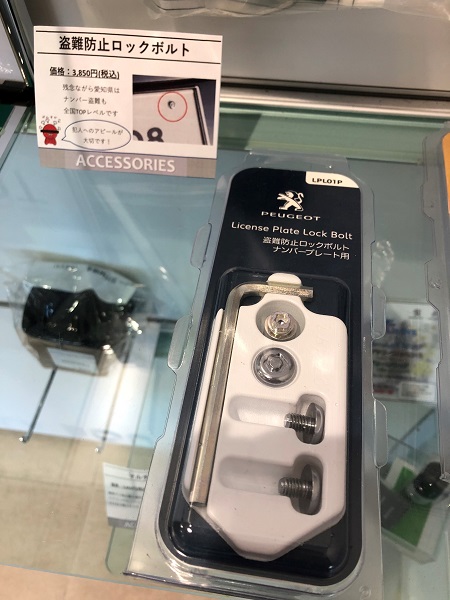 盗難防止ロックボルト
価格：3,850円(税込)
残念ながら愛知県は
ナンバー盗難も
全国TOPレベルです
犯人へのアピールが
大切です！
ACCESSORIES
LPL01P
PEUGEOT
License Plate Lock Bolt
盗難防止ロックボルト
ナンバープレート用